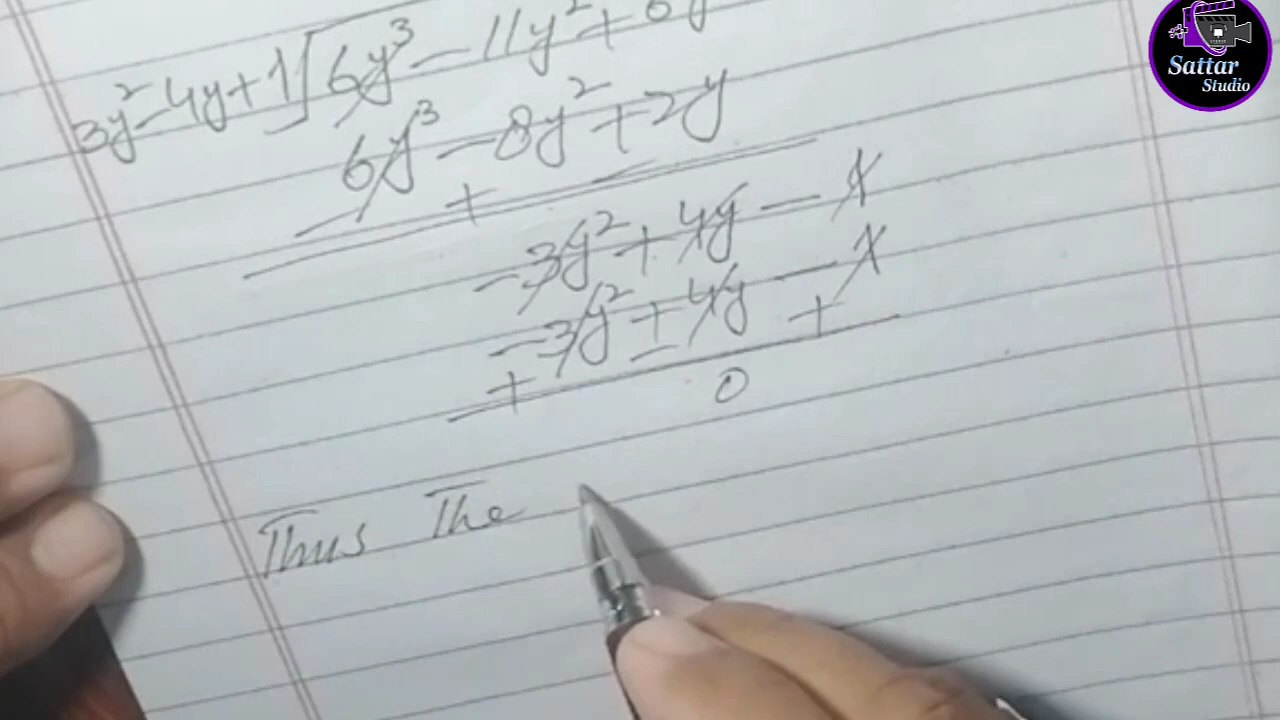 3y²-4y+1√6y³-11y²+6y
6y³-8y²+2y
- +
-3y²+4y-1
-3y²+4y-1
+ - +
0
Thus The
Sattar
Studio